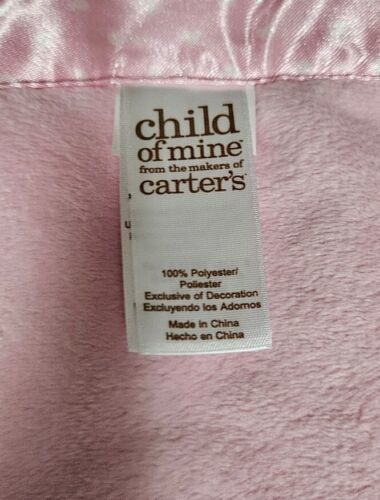 child
of mine
from the makers of
carter's
100% Polyester/
Poliester
Exclusive of Decoration
Excluyendo los Adornos
Made in China
Hecho en China